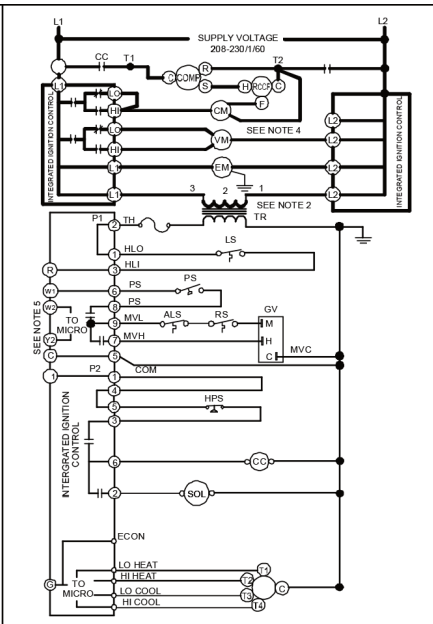 L1 L2
SUPPLY VOLTAGE
208-230/1/60
CC T1 T2
C COMP R S H RCCF C F
L1 LO HI CM
SEE NOTE 4
LO HI VM
L1 EM
L1
L2 L2 L2 L2
INTEGRATED IGNITION CONTROL
INTEGRATED IGNITION CONTROL
3 2 1
SEE NOTE 2
P1 2 TH TR
1 HLO LS
R 3 HLI
W1 6 PS PS
W2 8 PS
TO MICRO 9 MVL ALS RS GV M
Y2 7 MVH H
C 5 C MVC
COM
SEE NOTE 5
1 P2 1
4
5 HPS
3
INTERGRATED IGNITION CONTROL
6 CC
2 SOL
ECON
G TO MICRO
LO HEAT T1
HI HEAT T2
LO COOL T3 C
HI COOL T4